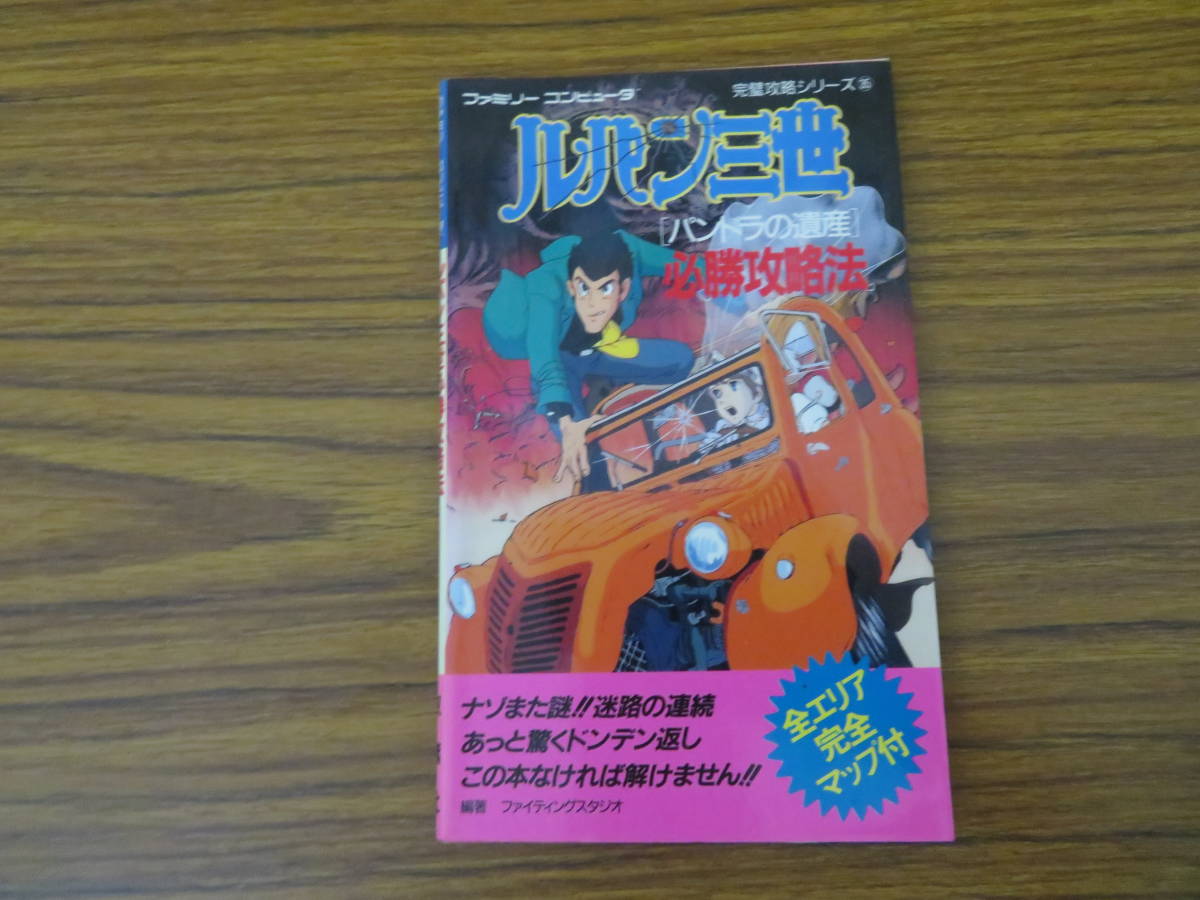 ファミリー コンピュータ
完璧攻略シリーズ
ルパン三世
[パンドラの遺産]
必勝攻略法
ナゾまた謎!!迷路の連続
あっと驚くドンデン返し
この本なければ解けません!!
編著 ファイティングスタジオ
全エリア
完全
マップ付